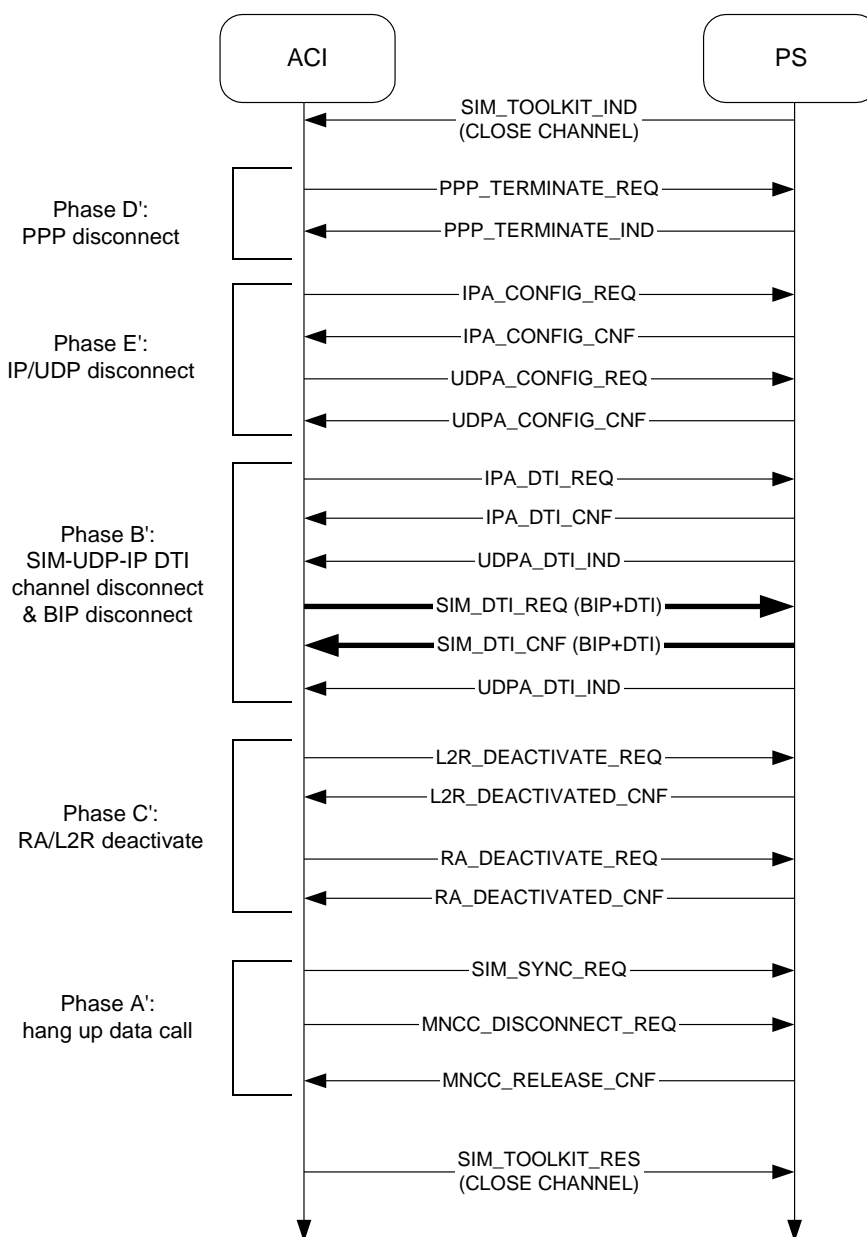 ACI
PS
SIM_TOOLKIT_IND
(CLOSE CHANNEL)
Phase D':
PPP disconnect
PPP_TERMINATE_REQ
PPP_TERMINATE_IND
Phase E':
IP/UDP disconnect
IPA_CONFIG_REQ
IPA_CONFIG_CNF
UDPA_CONFIG_REQ
UDPA_CONFIG_CNF
Phase B':
SIM-UDP-IP DTI
channel disconnect
& BIP disconnect
IPA_DTI_REQ
IPA_DTI_CNF
UDPA_DTI_IND
SIM_DTI_REQ (BIP+DTI)
SIM_DTI_CNF (BIP+DTI)
UDPA_DTI_IND
Phase C':
RA/L2R deactivate
L2R_DEACTIVATE_REQ
L2R_DEACTIVATED_CNF
RA_DEACTIVATE_REQ
RA_DEACTIVATED_CNF
Phase A':
hang up data call
SIM_SYNC_REQ
MNCC_DISCONNECT_REQ
MNCC_RELEASE_CNF
SIM_TOOLKIT_RES
(CLOSE CHANNEL)